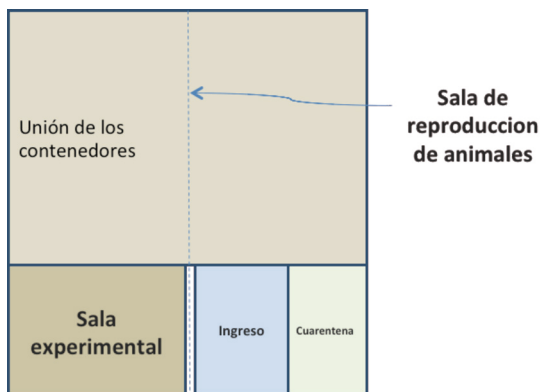 Unión de los
contenedores
Sala de
reproduccion
de animales
Sala
experimental
Ingreso
Cuarentena